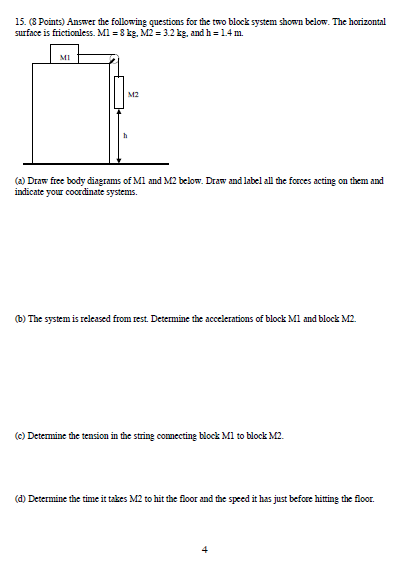 15. (8 Points) Answer the following questions for the two block system shown below. The horizontal
surface is frictionless. M1 = 8 kg, M2 = 3.2 kg, and h = 1.4 m.
M1
M2
h
(a) Draw free body diagrams of M1 and M2 below. Draw and label all the forces acting on them and
indicate your coordinate systems.
(b) The system is released from rest. Determine the accelerations of block M1 and block M2.
(c) Determine the tension in the string connecting block M1 to block M2.
(d) Determine the time it takes M2 to hit the floor and the speed it has just before hitting the floor.
4